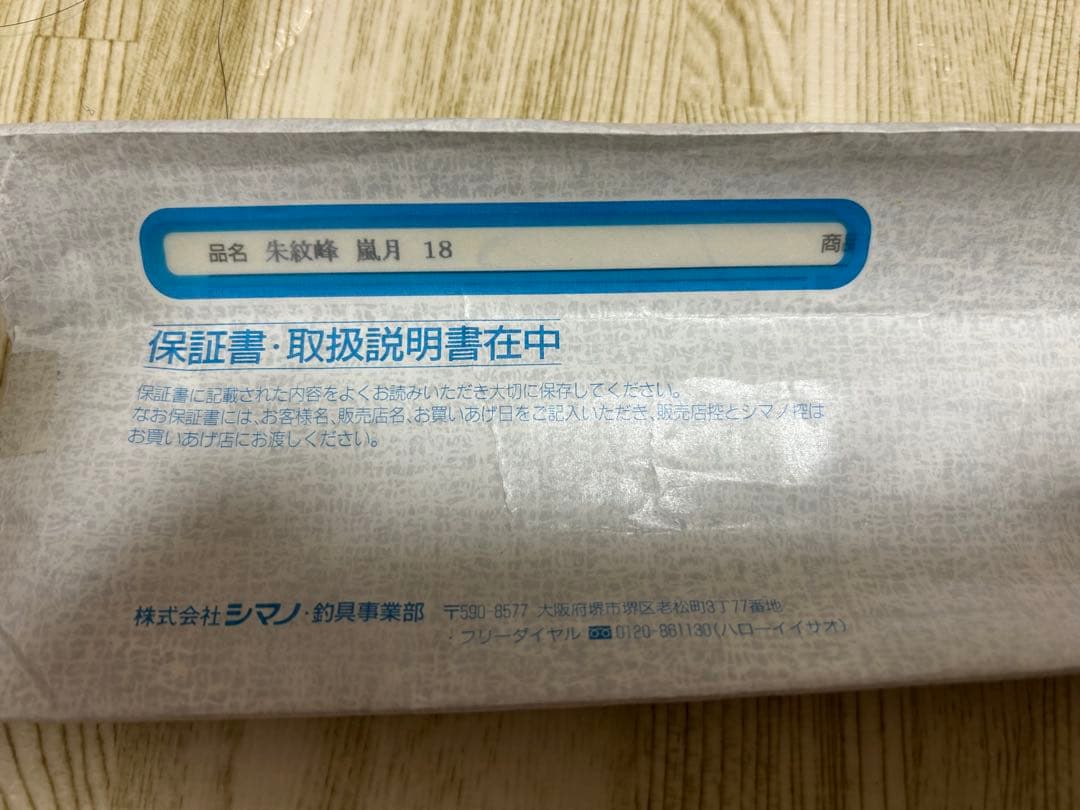 品名 朱紋峰 嵐月 18 商
保証書・取扱説明書在中
保証書に記載された内容をよくお読みいただき大切に保存してください。
なお保証書には、お客様名、販売店名、お買いあげ日をご記入いただき、販売店控とシマノ控は
お買いあげ店にお渡しください。
株式会社シマノ・釣具事業部 〒590-8577 大阪府堺市堺区老松町3丁77番地
・フリーダイヤル 0120-861130(ハローイイサオ)